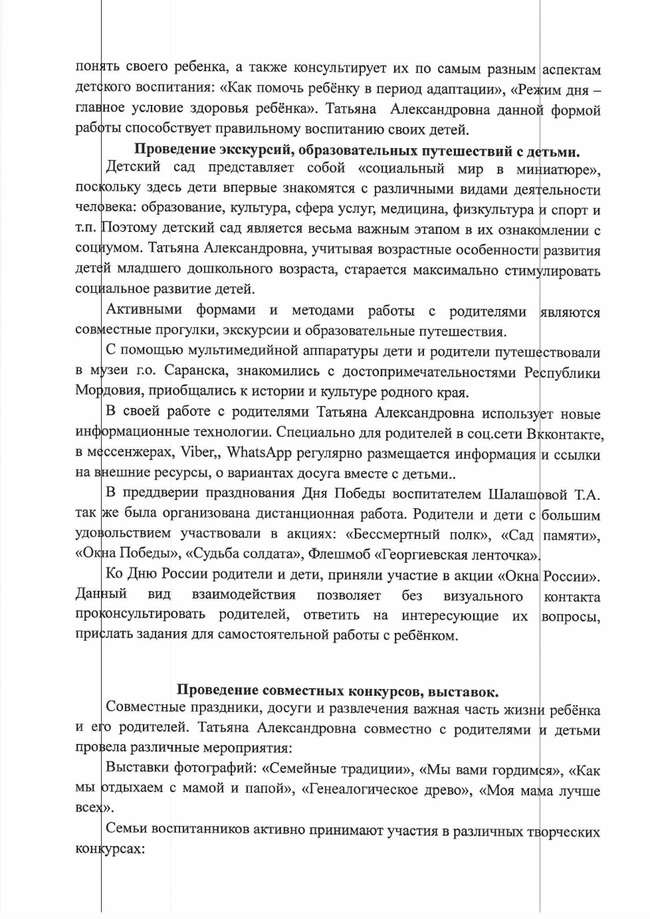 понять своего ребенка, а также консультирует их по самым разным аспектам
детского воспитания: «Как помочь ребёнку в период адаптации», «Режим дня –
главное условие здоровья ребёнка». Татьяна Александровна данной формой
работы способствует правильному воспитанию своих детей.
Проведение экскурсий, образовательных путешествий с детьми.
Детский сад представляет собой «социальный мир в миниатюре»,
поскольку здесь дети впервые знакомятся с различными видами деятельности
человека: образование, культура, сфера услуг, медицина, физкультура и спорт и
т.п. Поэтому детский сад является весьма важным этапом в их ознакомлении с
социумом. Татьяна Александровна, учитывая возрастные особенности развития
детей младшего дошкольного возраста, старается максимально стимулировать
социальное развитие детей.
Активными формами и методами работы с родителями являются
совместные прогулки, экскурсии и образовательные путешествия.
С помощью мультимедийной аппаратуры дети и родители путешествовали
в музеи г.о. Саранска, знакомились с достопримечательностями Республики
Мордовия, приобщались к истории и культуре родного края.
В своей работе с родителями Татьяна Александровна использует новые
информационные технологии. Специально для родителей в соц.сети Вкконтакте,
в мессенжерах, Viber,, WhatsApp регулярно размещается информация и ссылки
на внешние ресурсы, о вариантах досуга вместе с детьми..
В преддверии празднования Дня Победы воспитателем Шалашовой Т.А.
так же была организована дистанционная работа. Родители и дети с большим
удовольствием участвовали в акциях: «Бессмертный полк», «Сад памяти»,
«Окна Победы», «Судьба солдата», Флешмоб «Георгиевская ленточка».
Ко Дню России родители и дети, приняли участие в акции «Окна России».
Данный вид взаимодействия позволяет без визуального контакта
проконсультировать родителей, ответить на интересующие их вопросы,
прислать задания для самостоятельной работы с ребёнком.
Проведение совместных конкурсов, выставок.
Совместные праздники, досуги и развлечения важная часть жизни ребёнка
и его родителей. Татьяна Александровна совместно с родителями и детьми
провела различные мероприятия:
Выставки фотографий: «Семейные традиции», «Мы вами гордимся», «Как
мы отдыхаем с мамой и папой», «Генеалогическое древо», «Моя мама лучше
всех».
Семьи воспитанников активно принимают участия в различных творческих
конкурсах: